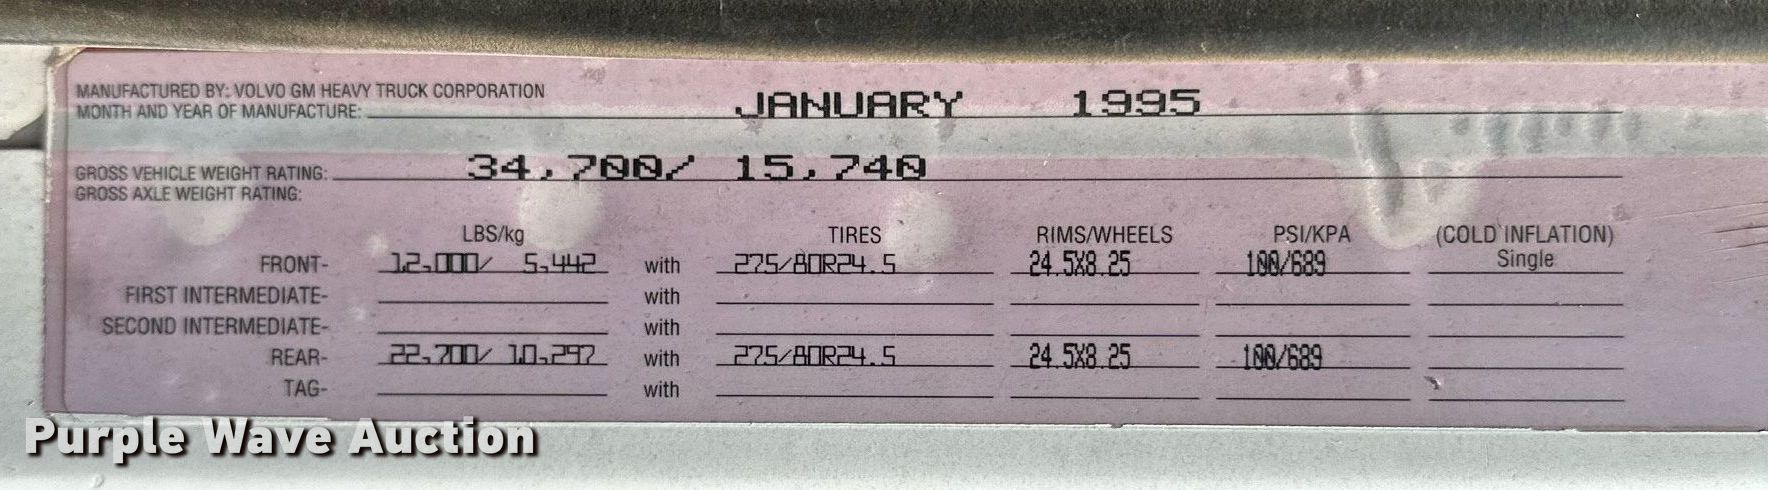 MANUFACTURED BY: VOLVO GM HEAVY TRUCK CORPORATION
MONTH AND YEAR OF MANUFACTURE: JANUARY 1995
GROSS VEHICLE WEIGHT RATING: 34,700/ 15,740
GROSS AXLE WEIGHT RATING:
LBS/kg TIRES RIMS/WHEELS PSI/KPA (COLD INFLATION)
FRONT- 12,000/ 5,442 with 275/80R24.5 24.5X8.25 100/689 Single
FIRST INTERMEDIATE- with
SECOND INTERMEDIATE- with
REAR- 22,700/ 10,297 with 275/80R24.5 24.5X8.25 100/689
TAG- with
Purple Wave Auction